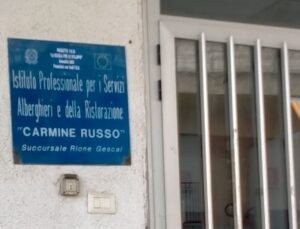 Istituto Professionale per i Servizi
Alberghieri e della Ristorazione
"CARMINE RUSSO"
Succursale Rione Gescal